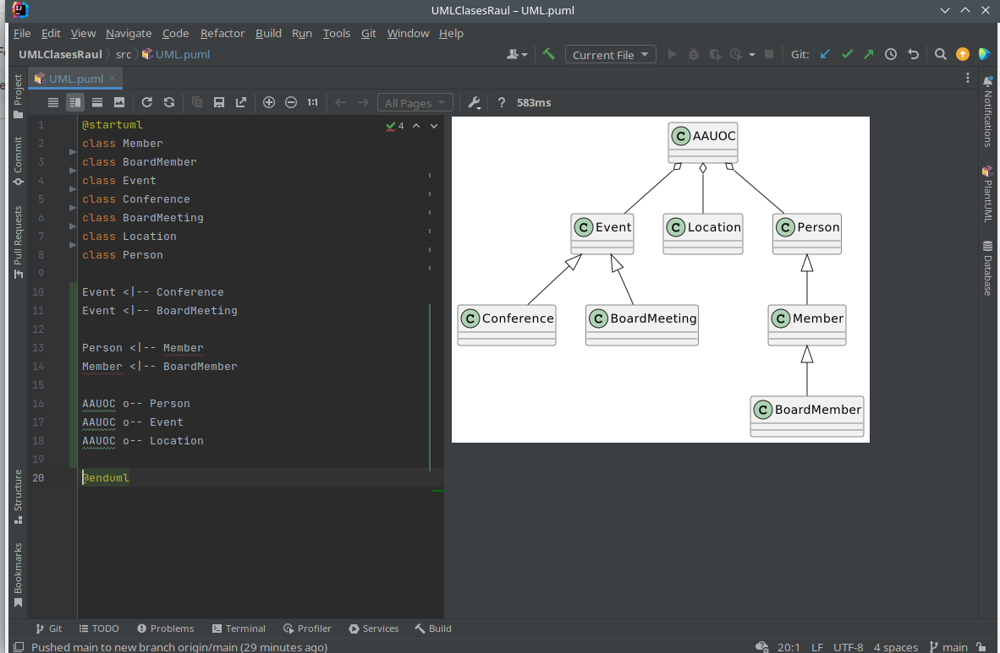 UMLClasesRaul – UML.puml
File Edit View Navigate Code Refactor Build Run Tools Git Window Help
UMLClasesRaul src UML.puml Current File Git:
UML.puml
All Pages ? 583ms
Project
Commit
Pull Requests
Structure
Bookmarks
1 @startuml 4
2 class Member
3 class BoardMember
4 class Event
5 class Conference
6 class BoardMeeting
7 class Location
8 class Person
9
10 Event <|-- Conference
11 Event <|-- BoardMeeting
12
13 Person <|-- Member
14 Member <|-- BoardMember
15
16 AAUOC o-- Person
17 AAUOC o-- Event
18 AAUOC o-- Location
19
20 @enduml
C AAUOC
C Event C Location C Person
C Conference C BoardMeeting C Member
C BoardMember
Notifications
PlantUML
Database
Git TODO Problems Terminal Profiler Services Build
Pushed main to new branch origin/main (29 minutes ago) 20:1 LF UTF-8 4 spaces main